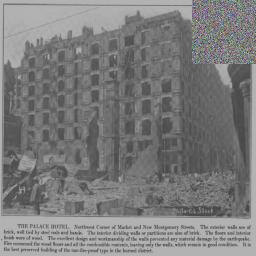 THE PALACE HOTEL. Northwest Corner of Market and New Montgomery Streets. The exterior walls are of
brick, well tied by steel rods and bands. The interior dividing walls or partitions are also of brick. The floors and interior
finish were of wood. The excellent design and workmanship of the walls prevented any material damage by the earthquake.
Fire consumed the wood floors and all the combustible contents, leaving only the walls, which remain in good condition. It is
the best preserved building of the non-fire-proof type in the burned district.